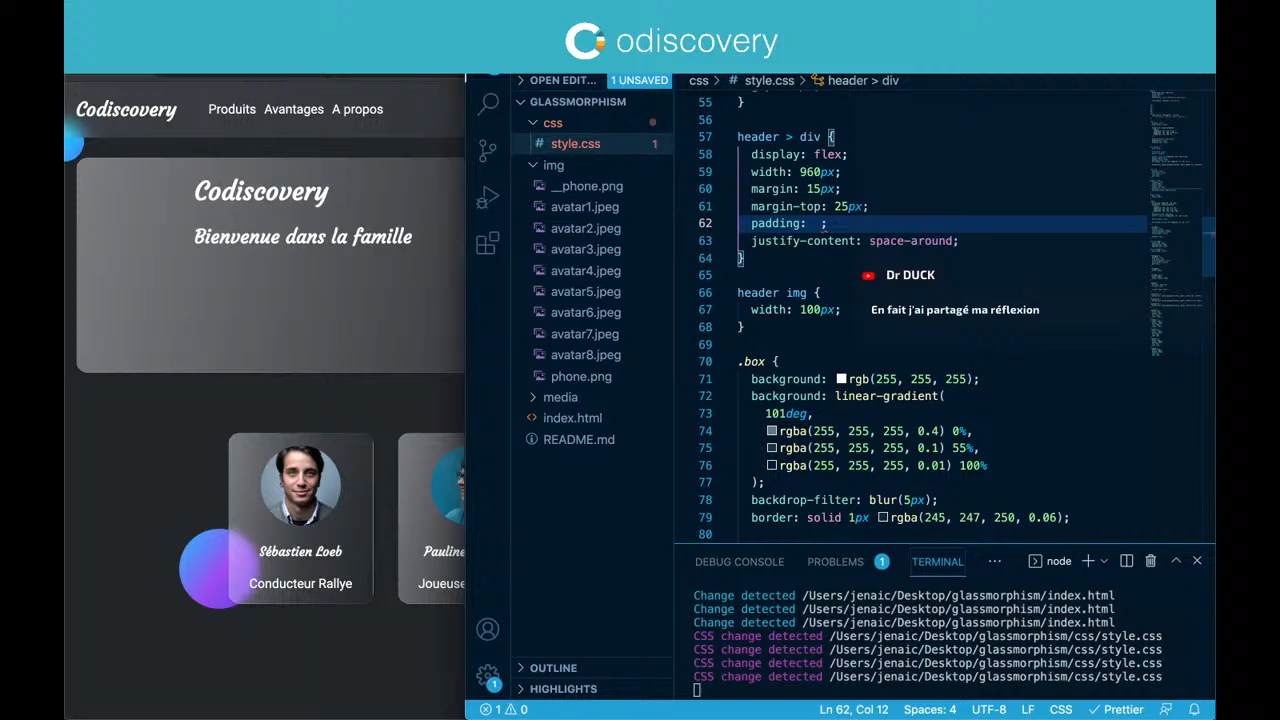 odiscovery
Codiscovery
Produits Avantages A propos
Codiscovery
Bienvenue dans la famille
Sébastien Loeb
Conducteur Rallye
Pauline
Joueuse
OPEN EDIT... 1 UNSAVED
GLASSMORPHISM
css
# style.css 1
img
__phone.png
avatar1.jpeg
avatar2.jpeg
avatar3.jpeg
avatar4.jpeg
avatar5.jpeg
avatar6.jpeg
avatar7.jpeg
avatar8.jpeg
phone.png
media
<> index.html
README.md
OUTLINE
HIGHLIGHTS
css > # style.css > header > div
55 }
56
57 header > div {
58 display: flex;
59 width: 960px;
60 margin: 15px;
61 margin-top: 25px;
62 padding: ;
63 justify-content: space-around;
64 }
65
Dr DUCK
66 header img {
67 width: 100px;
En fait j'ai partagé ma réflexion
68 }
69
70 .box {
71 background: rgb(255, 255, 255);
72 background: linear-gradient(
73 101deg,
74 rgba(255, 255, 255, 0.4) 0%,
75 rgba(255, 255, 255, 0.1) 55%,
76 rgba(255, 255, 255, 0.01) 100%
77 );
78 backdrop-filter: blur(5px);
79 border: solid 1px rgba(245, 247, 250, 0.06);
80
DEBUG CONSOLE PROBLEMS 1 TERMINAL ... node
Change detected /Users/jenaic/Desktop/glassmorphism/index.html
Change detected /Users/jenaic/Desktop/glassmorphism/index.html
Change detected /Users/jenaic/Desktop/glassmorphism/index.html
CSS change detected /Users/jenaic/Desktop/glassmorphism/css/style.css
CSS change detected /Users/jenaic/Desktop/glassmorphism/css/style.css
CSS change detected /Users/jenaic/Desktop/glassmorphism/css/style.css
CSS change detected /Users/jenaic/Desktop/glassmorphism/css/style.css
1
1 0 Ln 62, Col 12 Spaces: 4 UTF-8 LF CSS Prettier